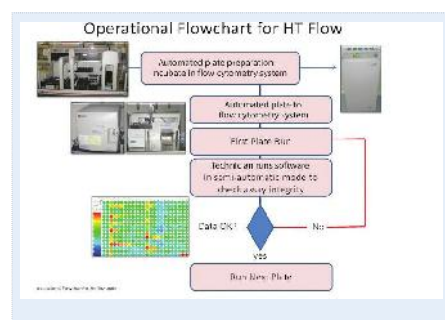 Operational Flowchart for HT Flow
Automated plate preparation
Incubate in flow cytometry system
Automated plate to
flow cytometry system
First Plate Run
Technician runs software
in semi-automatic mode to
check assay integrity
Data OK?
No
yes
Run Next Plate